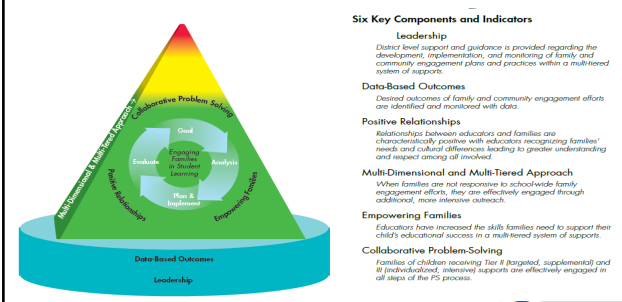 Multi-Dimensional & Multi-Tiered Approach →
Collaborative Problem Solving
Goal
Evaluate
Engaging
Families
in Student
Learning
Analysis
Plan &
Implement
Positive Relationships
Empowering Families
Data-Based Outcomes
Leadership
Six Key Components and Indicators
Leadership
District level support and guidance is provided regarding the
development, implementation, and monitoring of family and
community engagement plans and practices within a multi-tiered
system of supports.
Data-Based Outcomes
Desired outcomes of family and community engagement efforts
are identified and monitored with data.
Positive Relationships
Relationships between educators and families are
characteristically positive with educators recognizing families'
needs and cultural differences leading to greater understanding
and respect among all involved.
Multi-Dimensional and Multi-Tiered Approach
When families are not responsive to school-wide family
engagement efforts, they are effectively engaged through
additional, more intensive outreach.
Empowering Families
Educators have increased the skills families need to support their
child's educational success in a multi-tiered system of supports.
Collaborative Problem-Solving
Families of children receiving Tier II (targeted, supplemental) and
III (individualized, intensive) supports are effectively engaged in
all steps of the PS process.